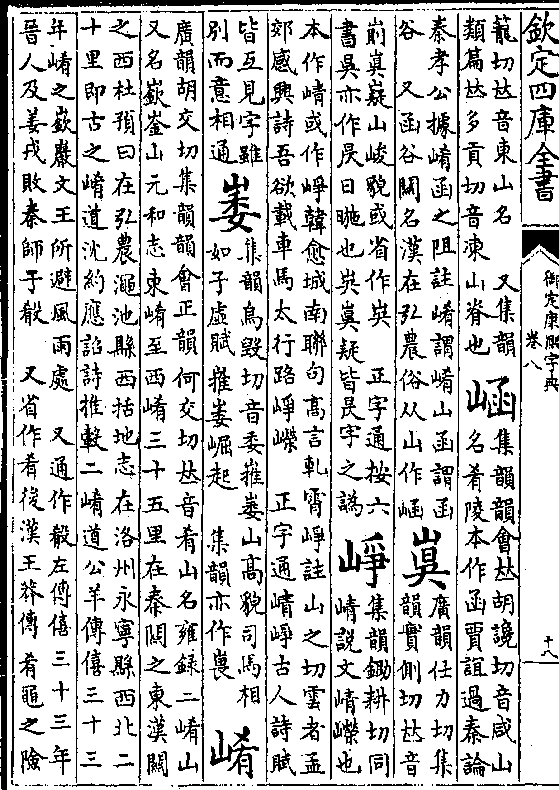 欽定四庫全書
御定康熙字典
卷八
十八
籠切𠀤音東山名 又集韻
類篇𠀤多貢切音凍山脊也
㟏
集韻韻會𠀤胡讒切音咸山
名肴陵本作函賈誼過秦論
秦孝公據崤函之阻註崤謂崤山函謂函
谷 又函谷關名漢在弘農俗从山作㟏
廣韻仕力切集
韻實側切𠀤音
崱 嶷山峻貌或省作 正字通按六
書 亦作昃日 也 疑皆昃字之譌
崢
集韻鋤耕切同
崝說文崝嶸也
本作崝或作崢韓愈城南聯句高言軋霄崢註山之切雲者孟
郊感興詩吾欲載車馬太行路崢嶸 正字通崝崢古人詩賦
皆互見字雖
別而意相通
崣
集韻鳥毀切音委摧崣山高貌司馬相
如子虛賦摧崣崛起 集韻亦作
崤
廣韻胡交切集韻韻會正韻何交切𠀤音肴山名雍錄二崤山
又名嶔崟山元和志東崤至西崤三十五里在秦關之東漢關
之西杜預曰在弘農澠池縣西括地志在洛州永寧縣西北二
十里即古之崤道沈約應詔詩推轂二崤道公羊傳僖三十三
年崤之嶔巖文王所避風雨處 又通作殽左傳僖三十三年
晉人及姜戎敗秦師于殽 又省作肴後漢王莽傳肴黽之險